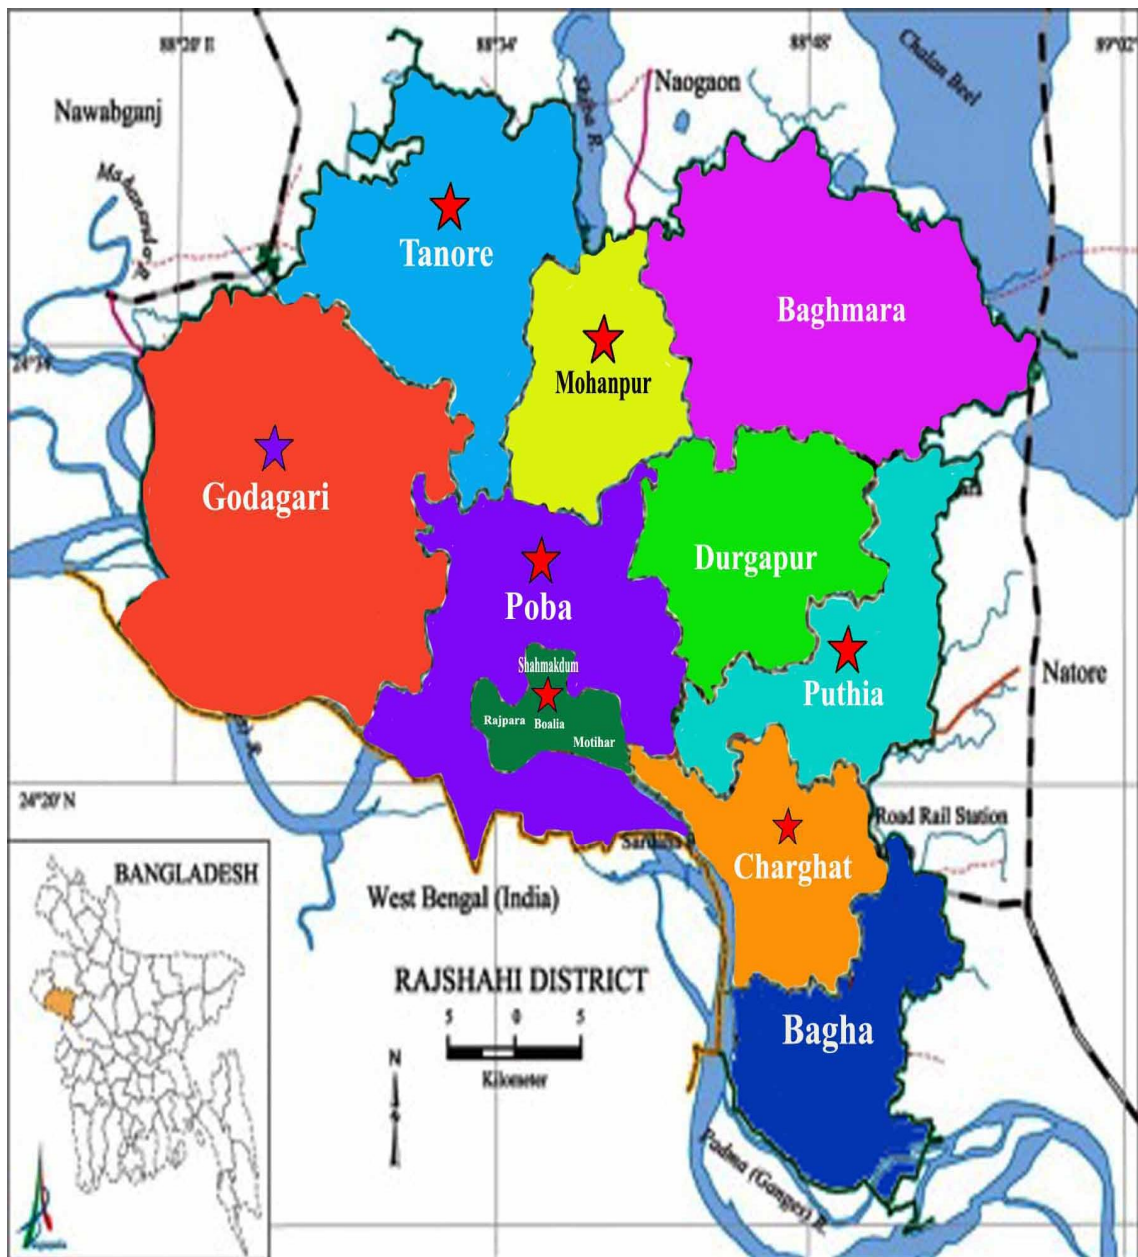 88°20' E
88°34'
88°48'
89°02'
Nawabganj
Naogaon
Chalan Beel
Shiba R.
Mahananda R.
Tanore
Baghmara
Mohanpur
24°34'
Godagari
Durgapur
Poba
Shahmakdum
Rajpara
Boalia
Motihar
Puthia
Natore
24°20' N
Road Rail Station
Charghat
BANGLADESH
West Bengal (India)
RAJSHAHI DISTRICT
5 0 5
Kilometer
N
Bagha
Padma (Ganges) R.